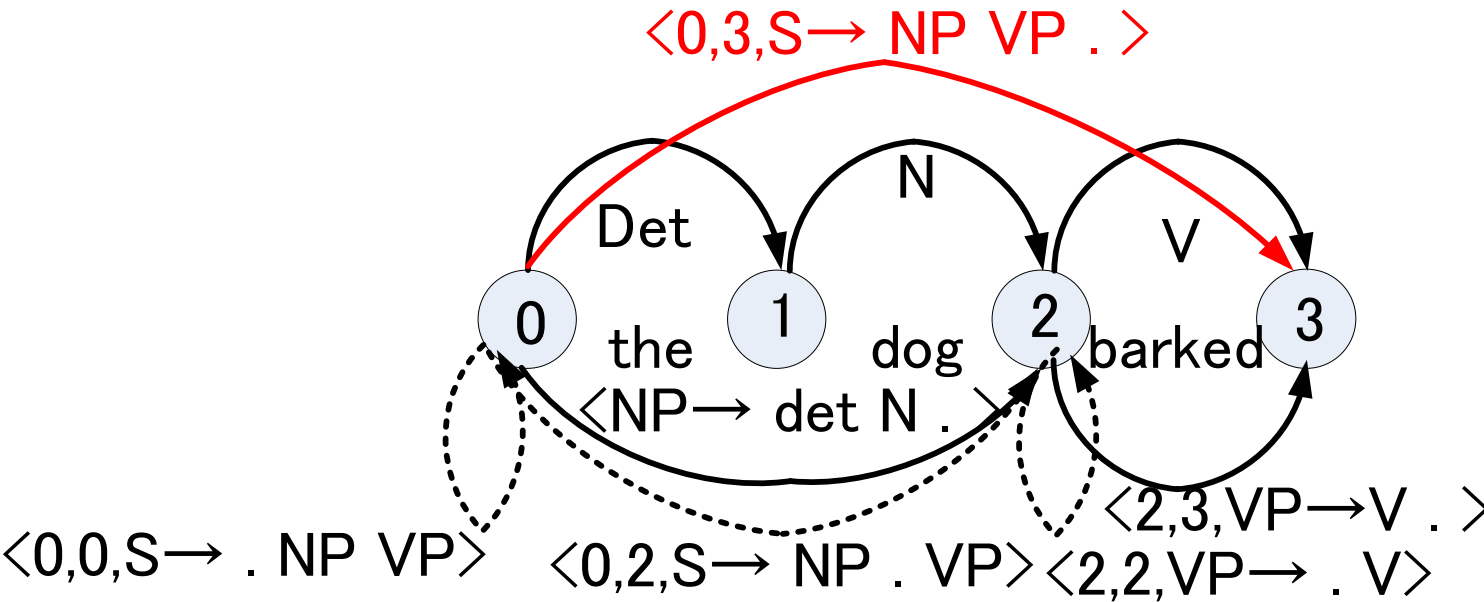 <0,3,S→ NP VP . >
N
Det
V
0
1
2
3
the
dog
barked
<NP→ det N . >
<2,3,VP→V . >
<0,0,S→ . NP VP>
<0,2,S→ NP . VP>
<2,2,VP→ . V>